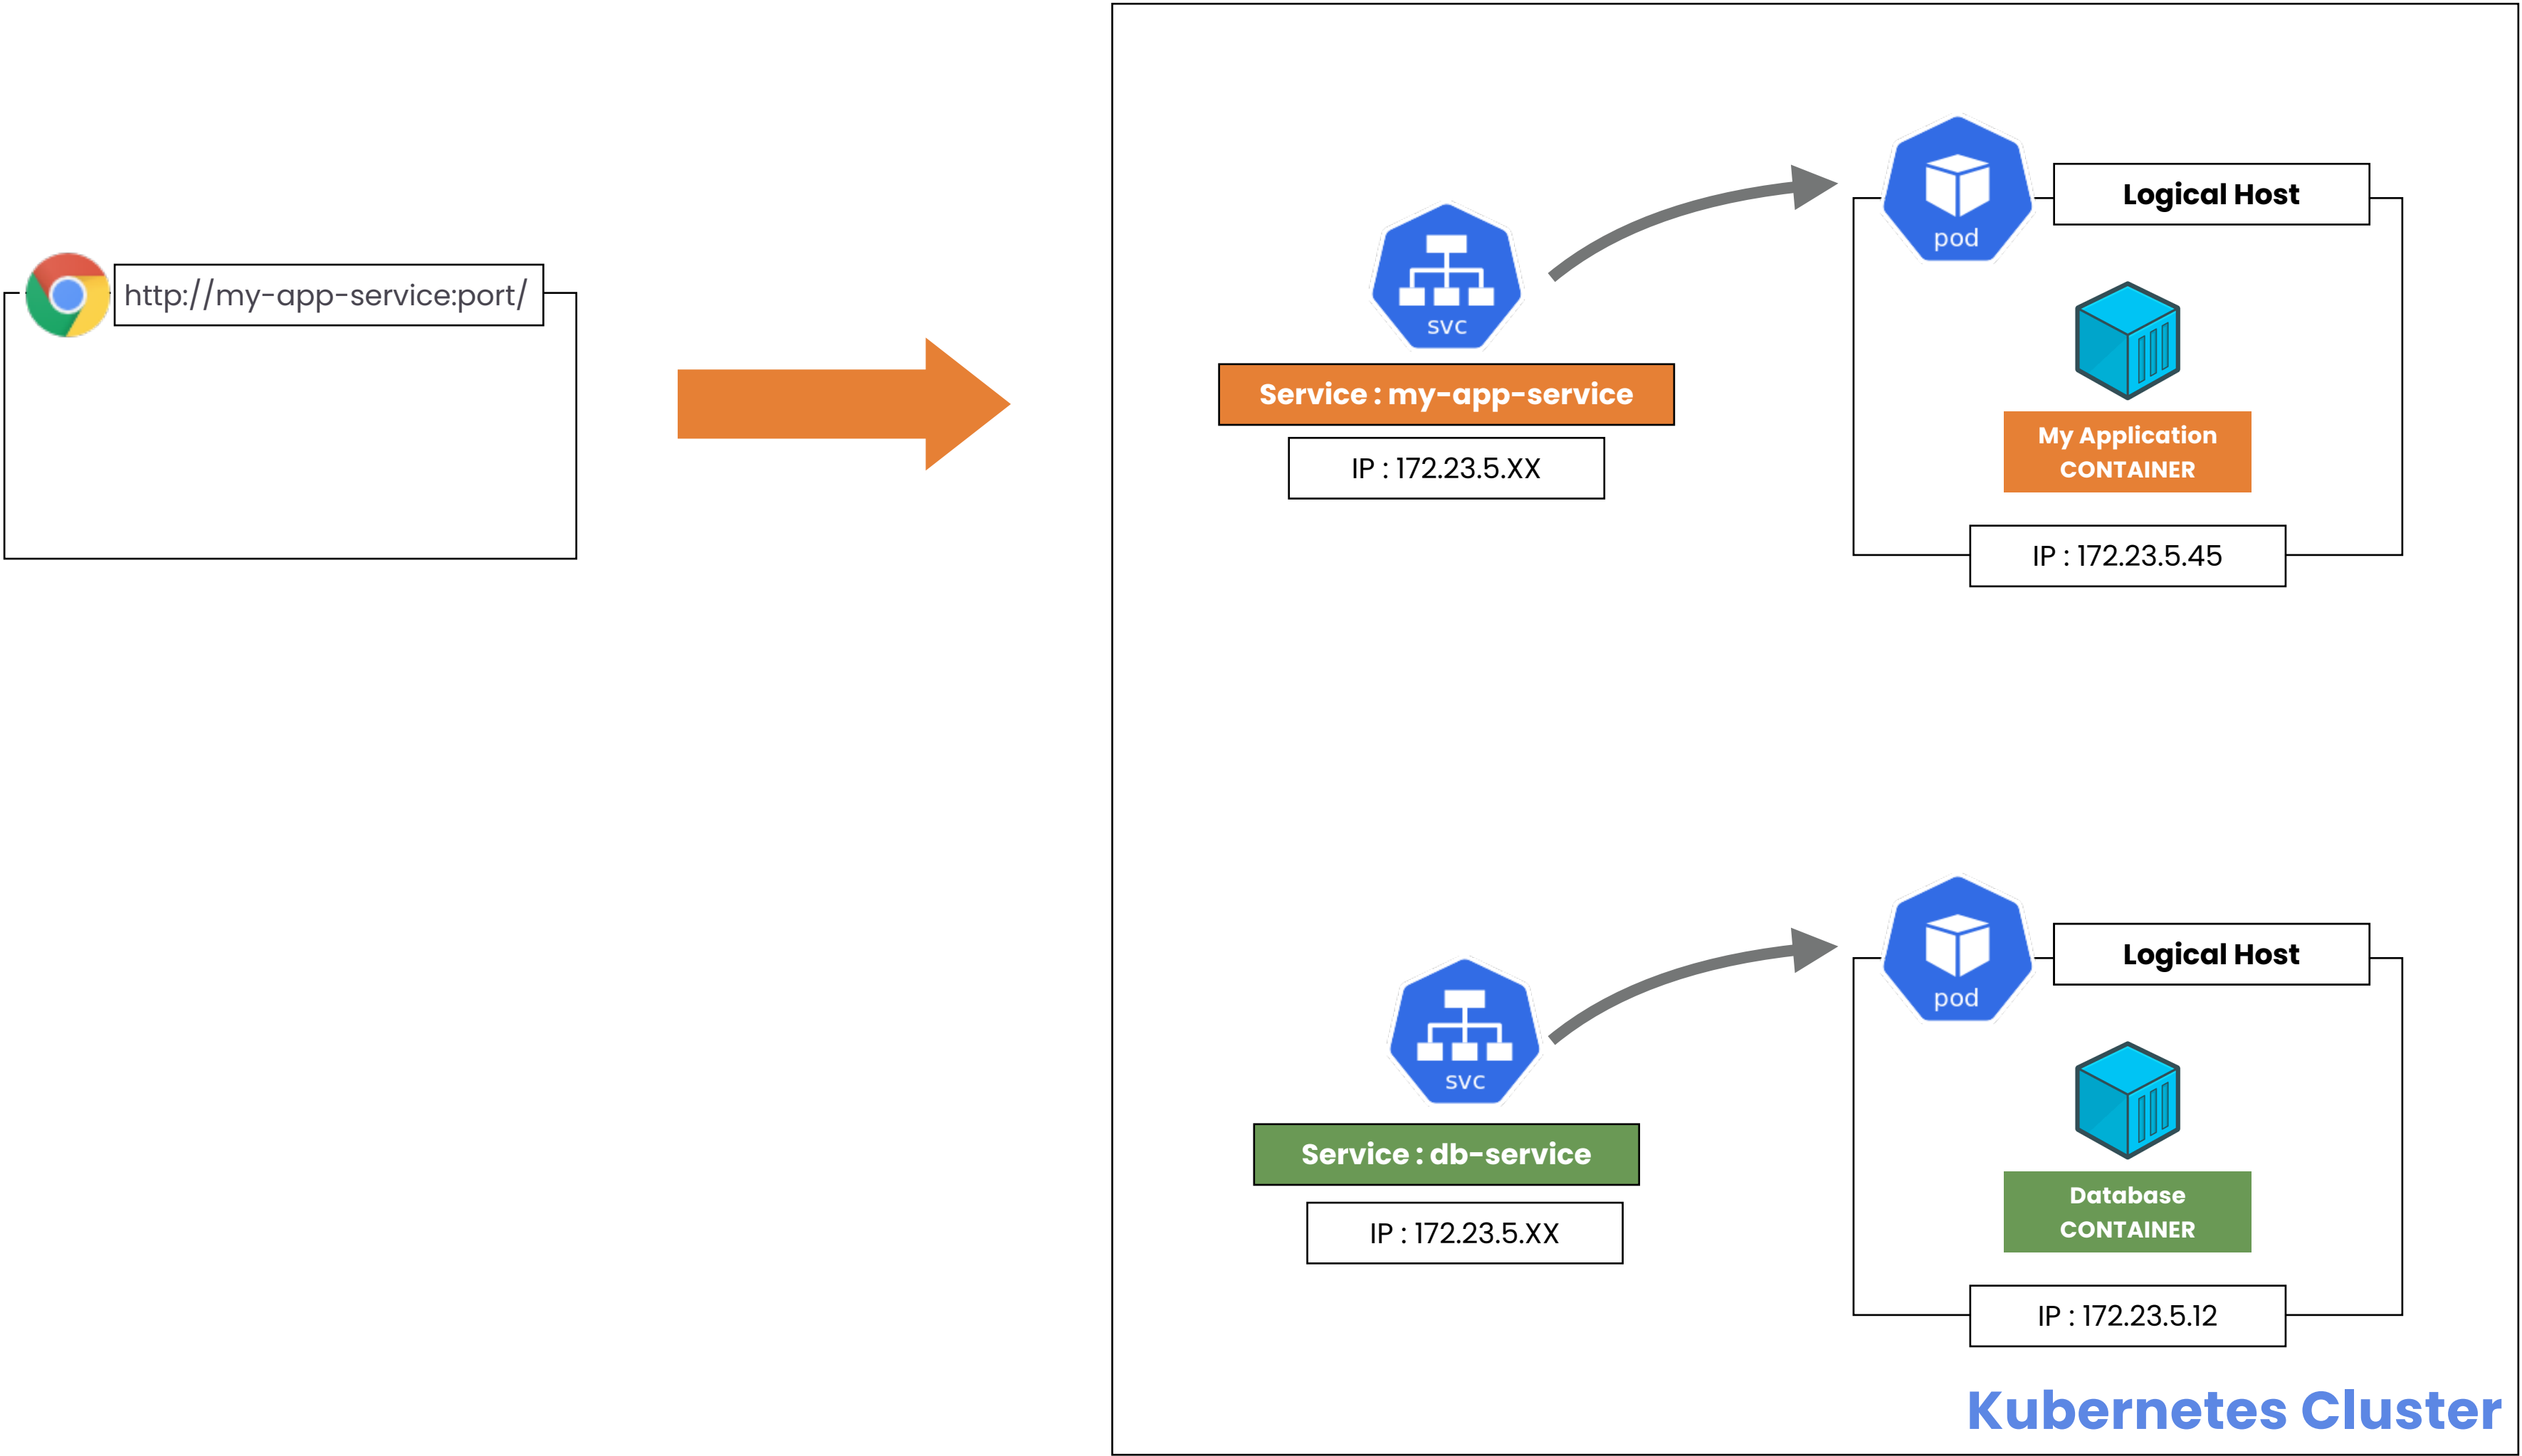 http://my-app-service:port/
svc
Service : my-app-service
IP : 172.23.5.XX
pod
Logical Host
My Application
CONTAINER
IP : 172.23.5.45
svc
Service : db-service
IP : 172.23.5.XX
pod
Logical Host
Database
CONTAINER
IP : 172.23.5.12
Kubernetes Cluster